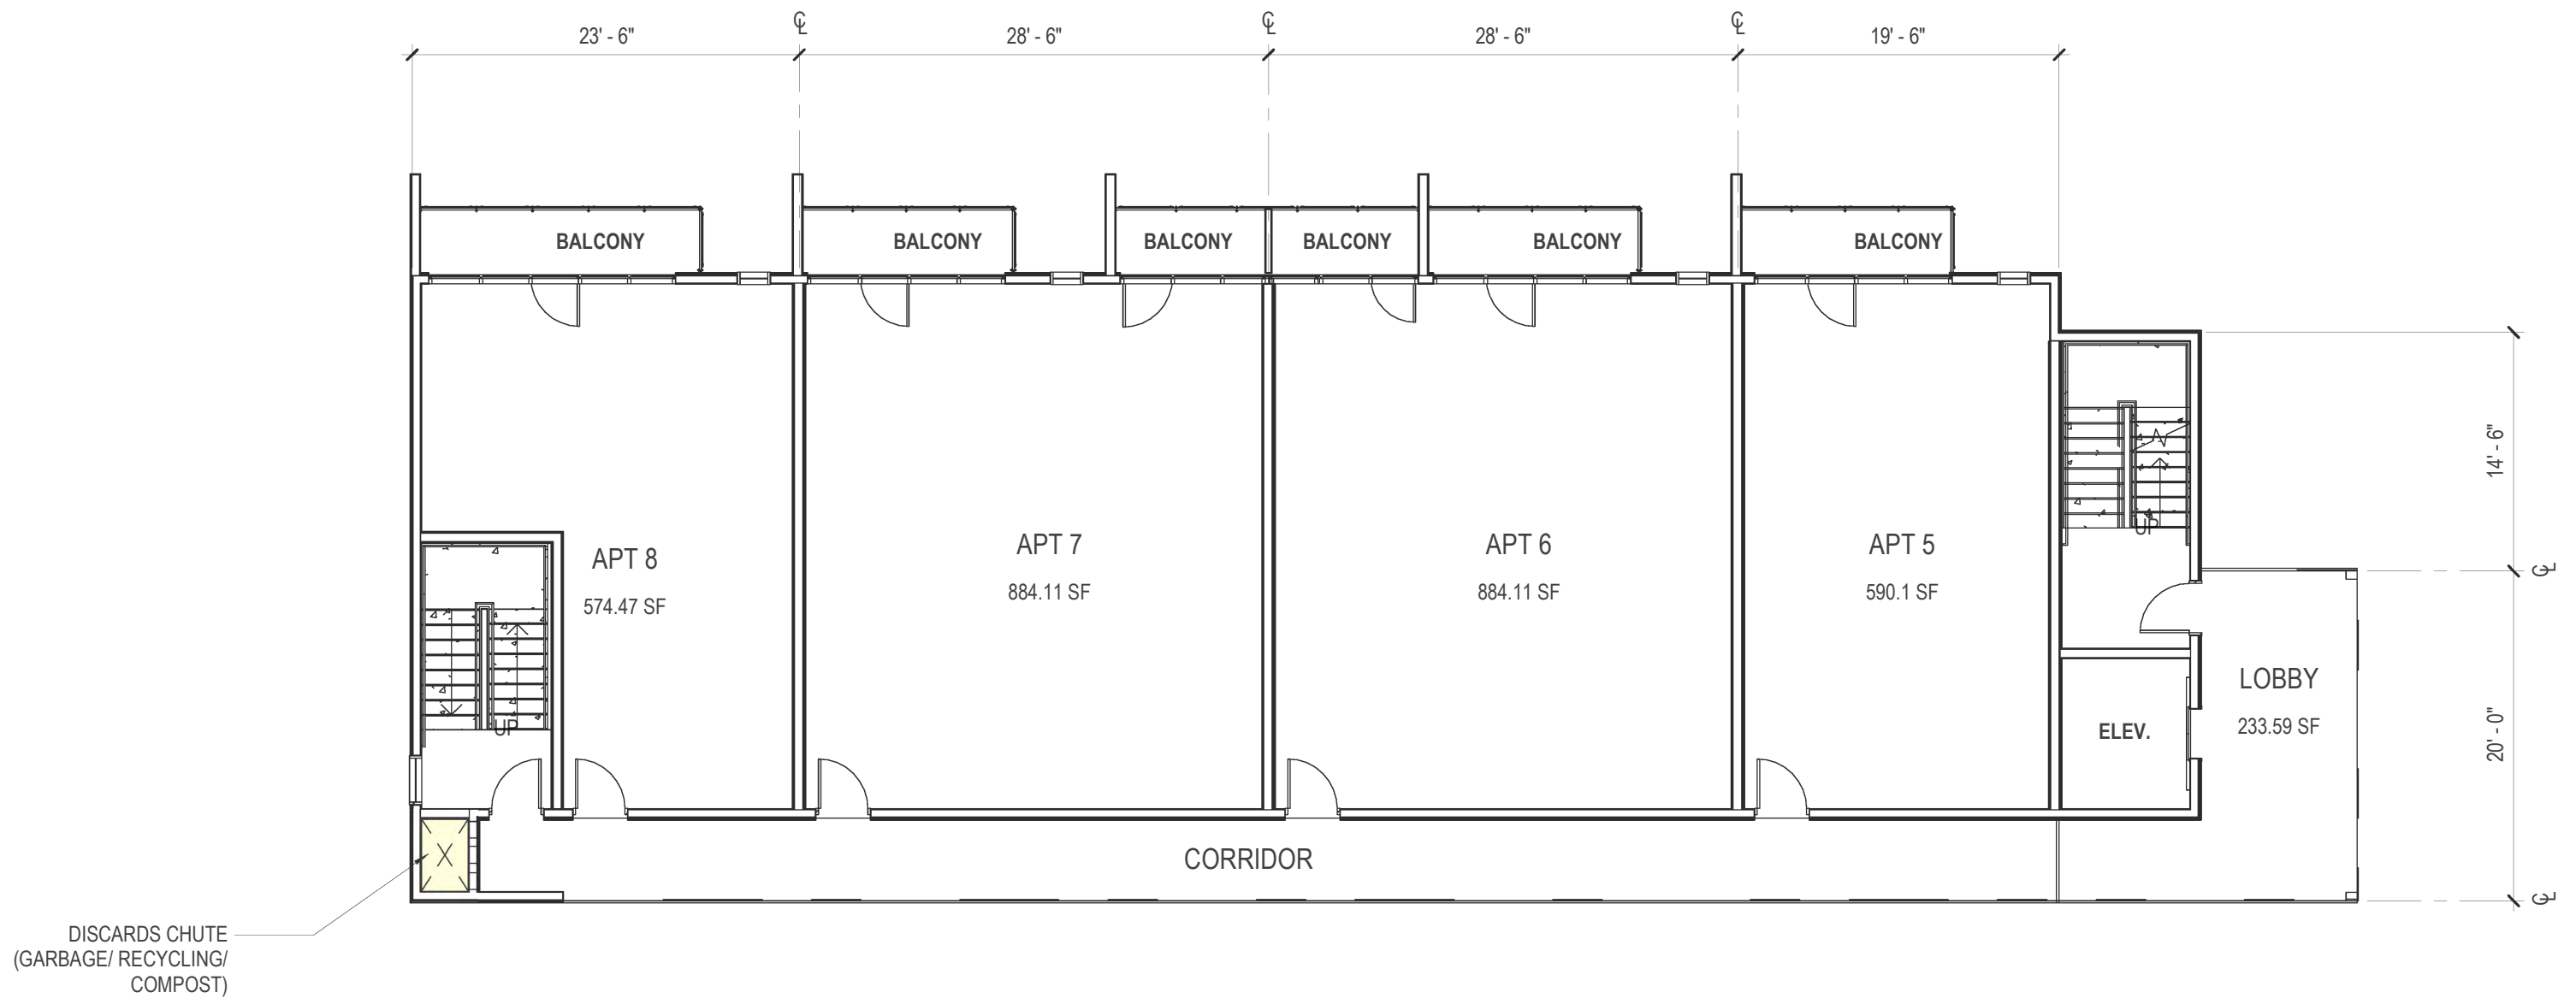 ℄ ℄ ℄
23' - 6" 28' - 6" 28' - 6" 19' - 6"
BALCONY BALCONY BALCONY BALCONY BALCONY BALCONY
14' - 6"
UP
APT 8 APT 7 APT 6 APT 5
574.47 SF 884.11 SF 884.11 SF 590.1 SF
℄
LOBBY
233.59 SF
20' - 0"
UP
ELEV.
CORRIDOR
℄
DISCARDS CHUTE
(GARBAGE/ RECYCLING/
COMPOST)